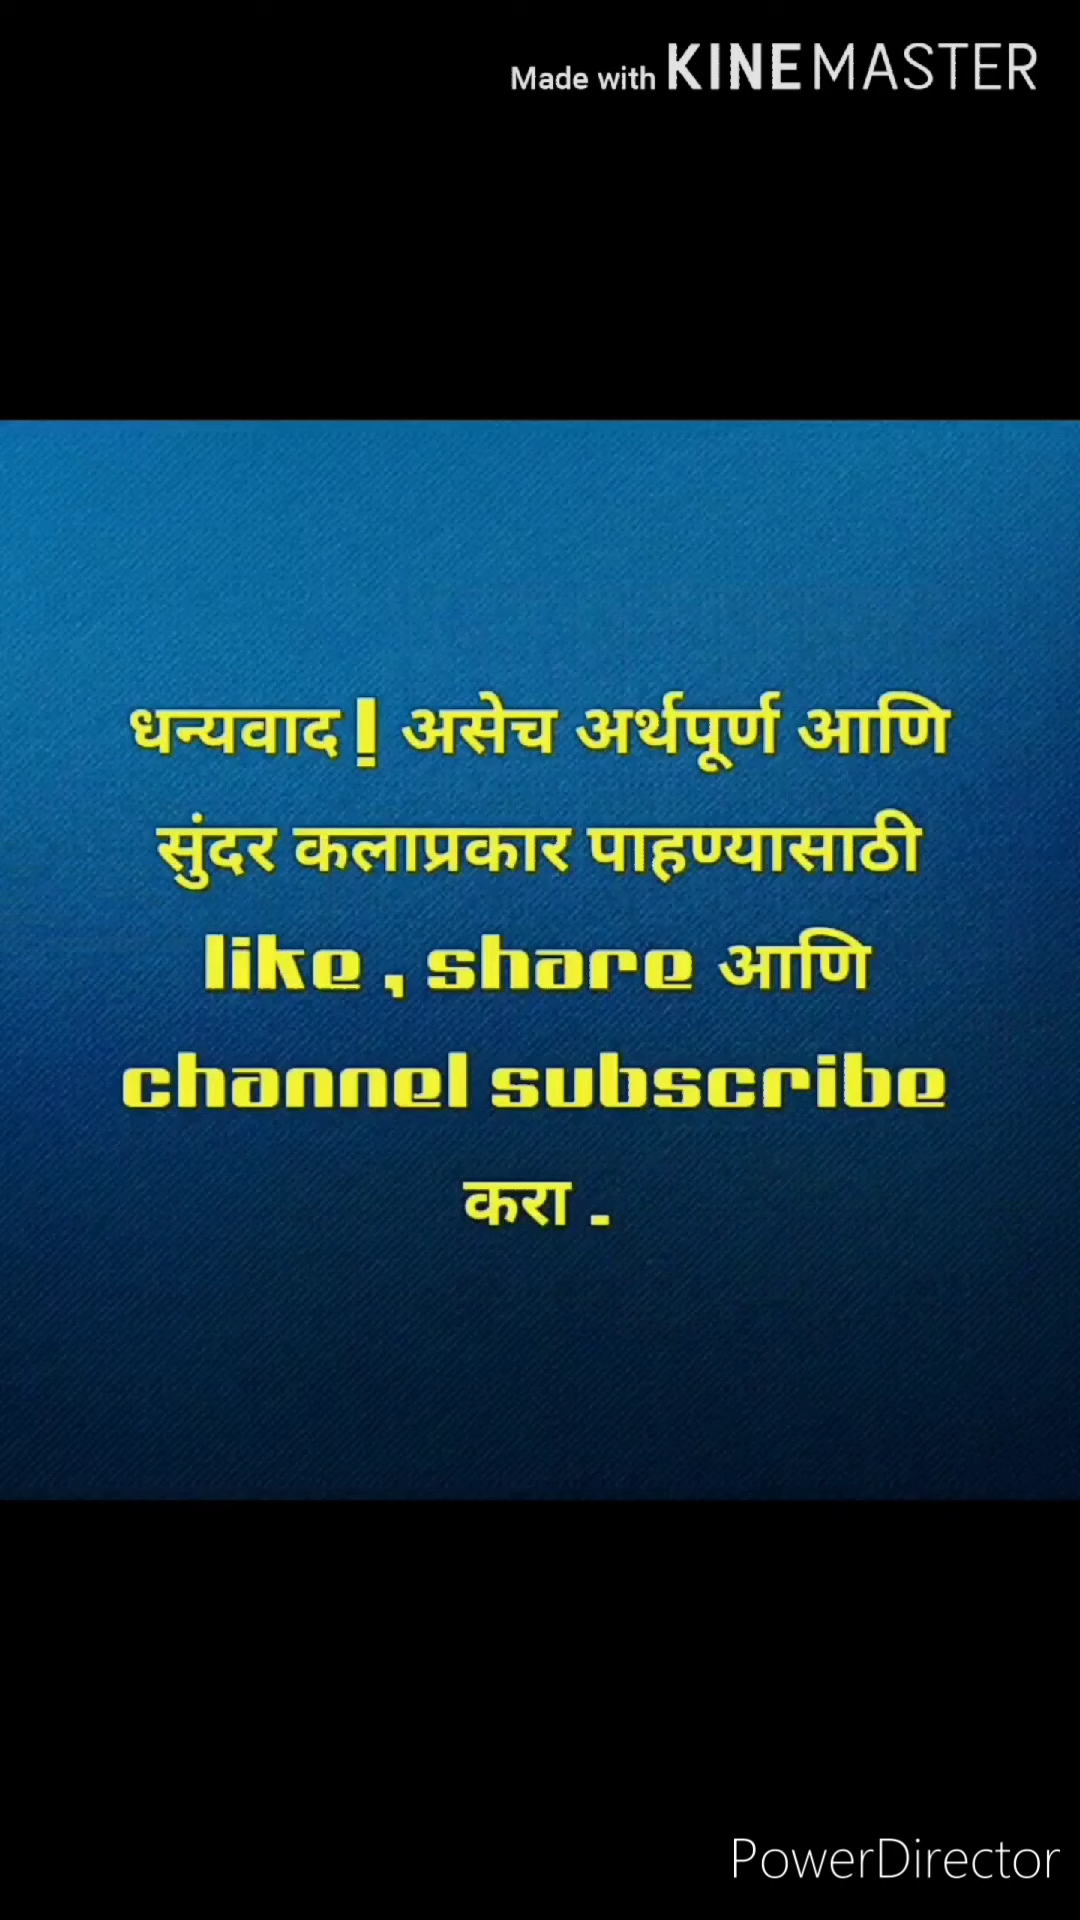 Made with KINEMASTER
धन्यवाद! असेच अर्थपूर्ण आणि
सुंदर कलाप्रकार पाहण्यासाठी
like , share आणि
channel subscribe
करा .
PowerDirector